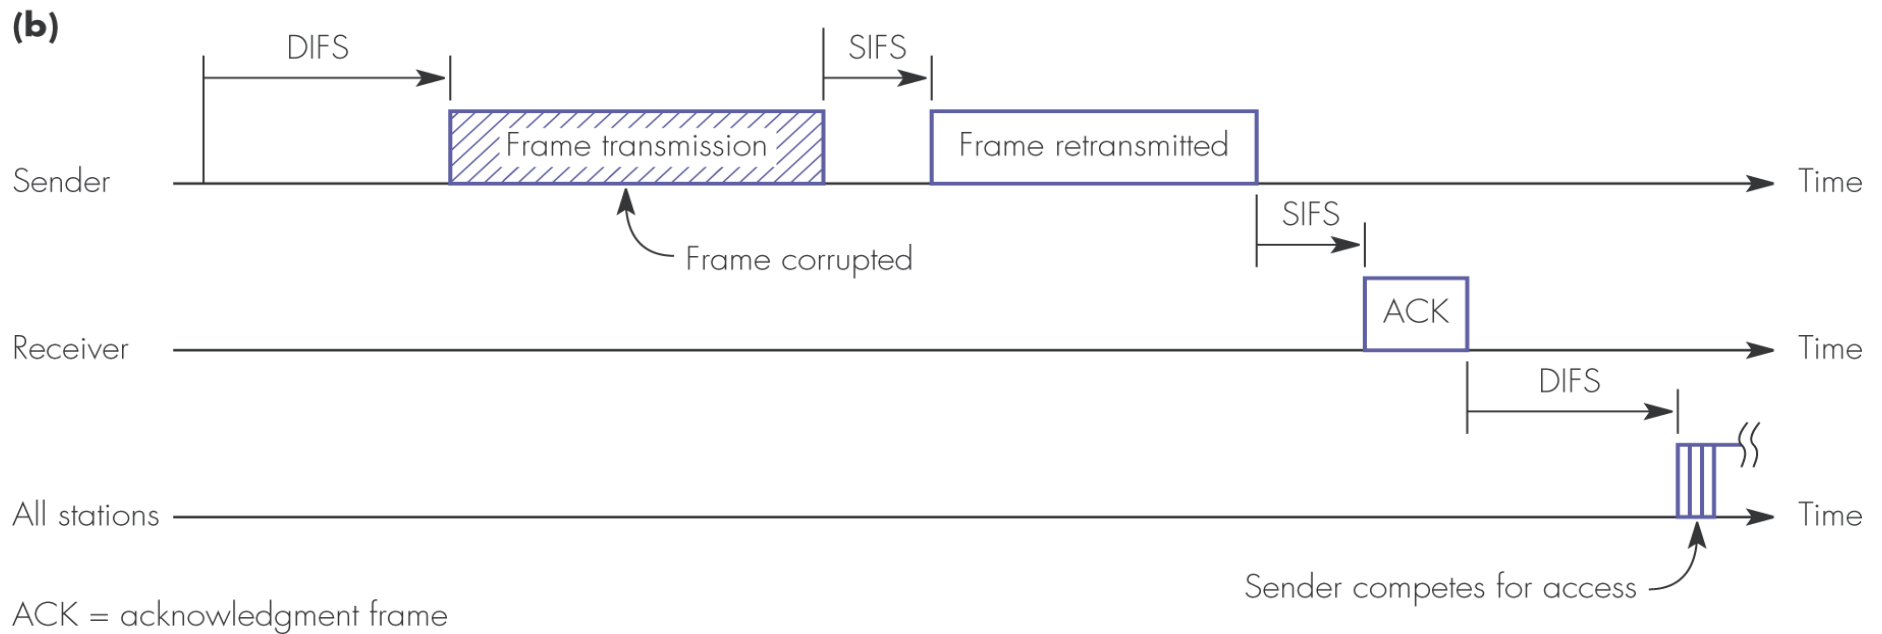 (b)
DIFS
SIFS
Frame transmission
Frame retransmitted
Sender
Time
SIFS
Frame corrupted
ACK
Receiver
Time
DIFS
All stations
Time
Sender competes for access
ACK = acknowledgment frame